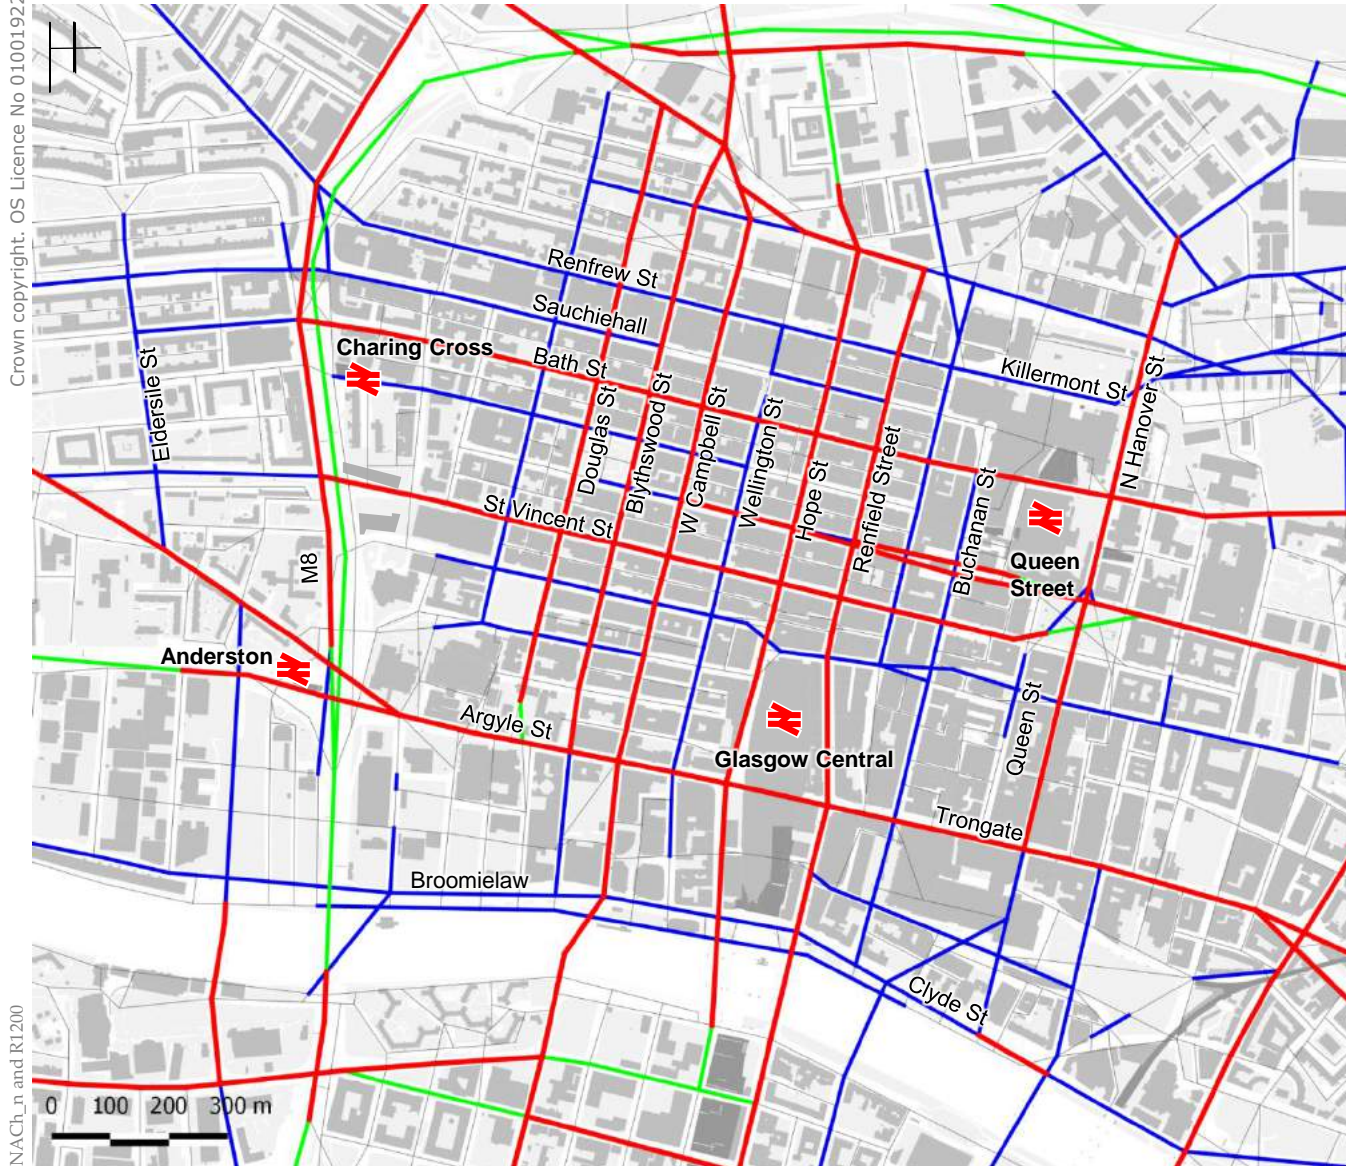 Crown copyright. OS Licence No 01001922
Renfrew St
Sauchiehall
Charing Cross
Bath St
Killermont St
Eldersile St
Douglas St
Blythswood St
W Campbell St
Wellington St
Hope St
Renfield Street
Buchanan St
N Hanover St
St Vincent St
M8
Queen
Street
Anderston
Argyle St
Queen St
Glasgow Central
Trongate
Broomielaw
Clyde St
NACh_n and R1200
0 100 200 300 m